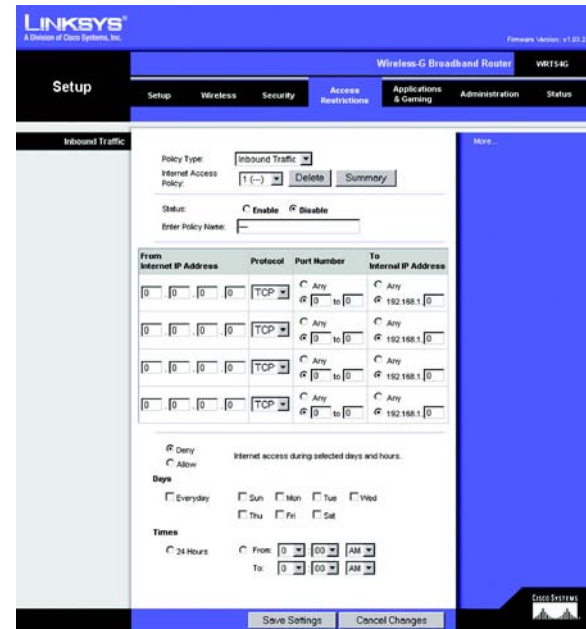 LINKSYS®
A Division of Cisco Systems, Inc.
Firmware Version: v1.03.2
Wireless-G Broadband Router WRT54G
Setup
Setup Wireless Security Access Restrictions Applications & Gaming Administration Status
Inbound Traffic
More...
Policy Type: Inbound Traffic
Internet Access Policy: 1 (---) Delete Summary
Status: Enable Disable
Enter Policy Name: ---
From Internet IP Address Protocol Port Number To Internal IP Address
0 . 0 . 0 . 0 TCP Any Any
0 to 0 192.168.1. 0
0 . 0 . 0 . 0 TCP Any Any
0 to 0 192.168.1. 0
0 . 0 . 0 . 0 TCP Any Any
0 to 0 192.168.1. 0
0 . 0 . 0 . 0 TCP Any Any
0 to 0 192.168.1. 0
Deny
Allow
Internet access during selected days and hours.
Days
Everyday Sun Mon Tue Wed
Thu Fri Sat
Times
24 Hours From: 0 : 00 AM
To: 0 : 00 AM
Save Settings Cancel Changes
CISCO SYSTEMS